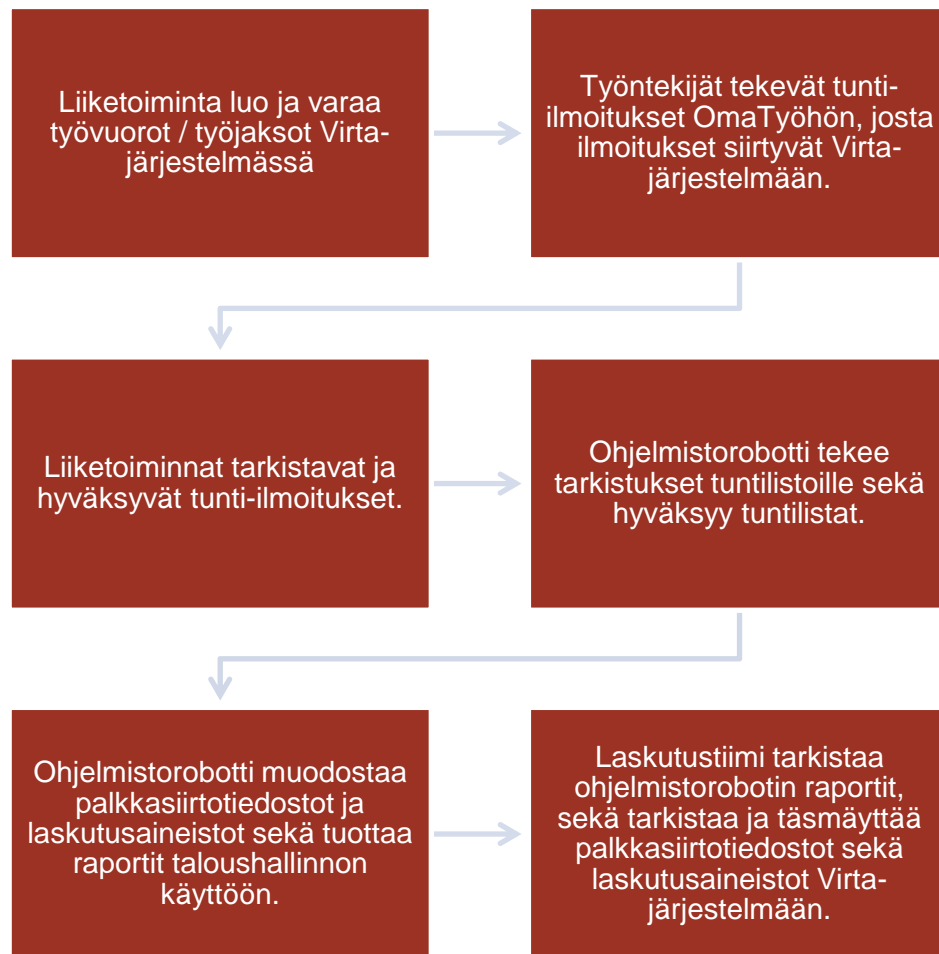 Liiketoiminta luo ja varaa
työvuorot / työjaksot Virta-
järjestelmässä
Työntekijät tekevät tunti-
ilmoitukset OmaTyöhön, josta
ilmoitukset siirtyvät Virta-
järjestelmään.
Liiketoiminnat tarkistavat ja
hyväksyvät tunti-ilmoitukset.
Ohjelmistorobotti tekee
tarkistukset tuntilistoille sekä
hyväksyy tuntilistat.
Ohjelmistorobotti muodostaa
palkkasiirtotiedostot ja
laskutusaineistot sekä tuottaa
raportit taloushallinnon
käyttöön.
Laskutustiimi tarkistaa
ohjelmistorobotin raportit,
sekä tarkistaa ja täsmäyttää
palkkasiirtotiedostot sekä
laskutusaineistot Virta-
järjestelmään.